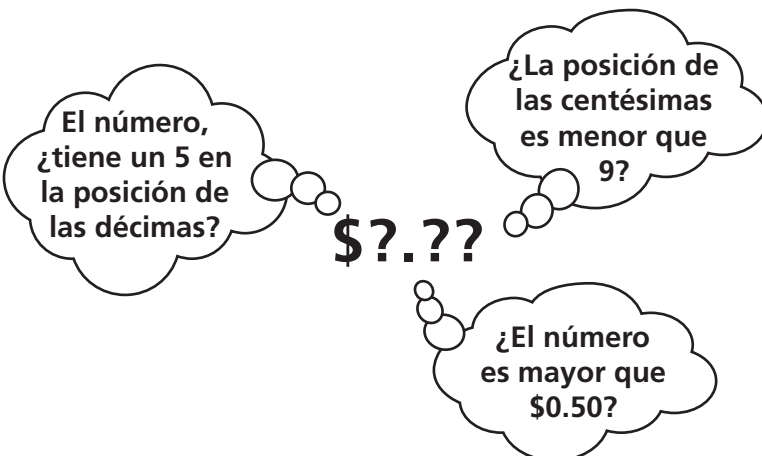 El número,
¿tiene un 5 en
la posición de
las décimas?
¿La posición de
las centésimas
es menor que
9?
$?.??
¿El número
es mayor que
$0.50?